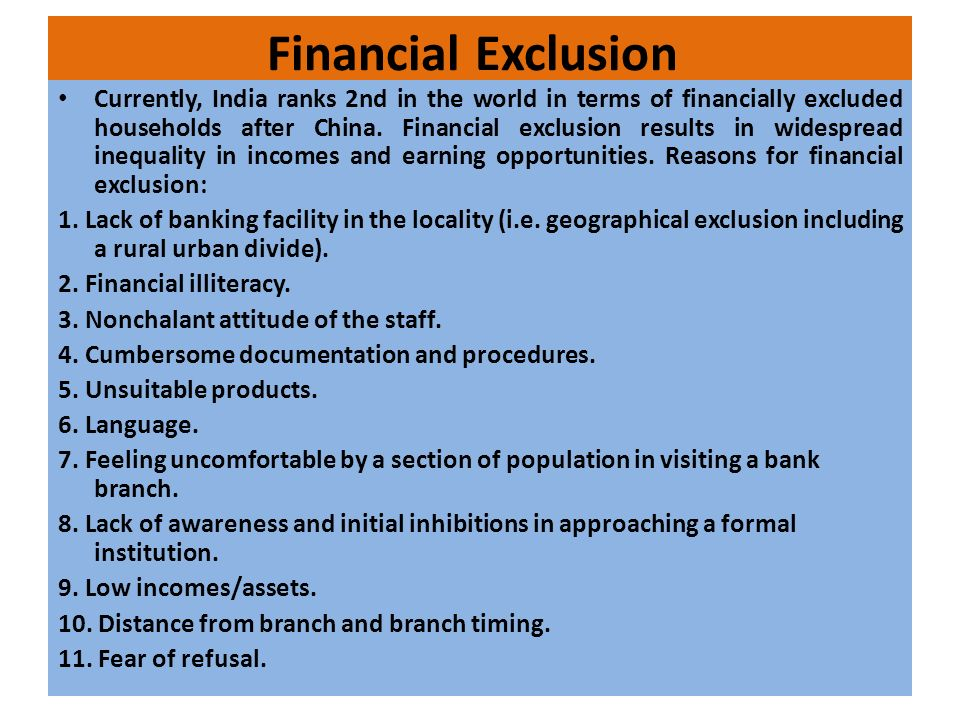 Financial Exclusion
• Currently, India ranks 2nd in the world in terms of financially excluded
households after China. Financial exclusion results in widespread
inequality in incomes and earning opportunities. Reasons for financial
exclusion:
1. Lack of banking facility in the locality (i.e. geographical exclusion including
a rural urban divide).
2. Financial illiteracy.
3. Nonchalant attitude of the staff.
4. Cumbersome documentation and procedures.
5. Unsuitable products.
6. Language.
7. Feeling uncomfortable by a section of population in visiting a bank
branch.
8. Lack of awareness and initial inhibitions in approaching a formal
institution.
9. Low incomes/assets.
10. Distance from branch and branch timing.
11. Fear of refusal.